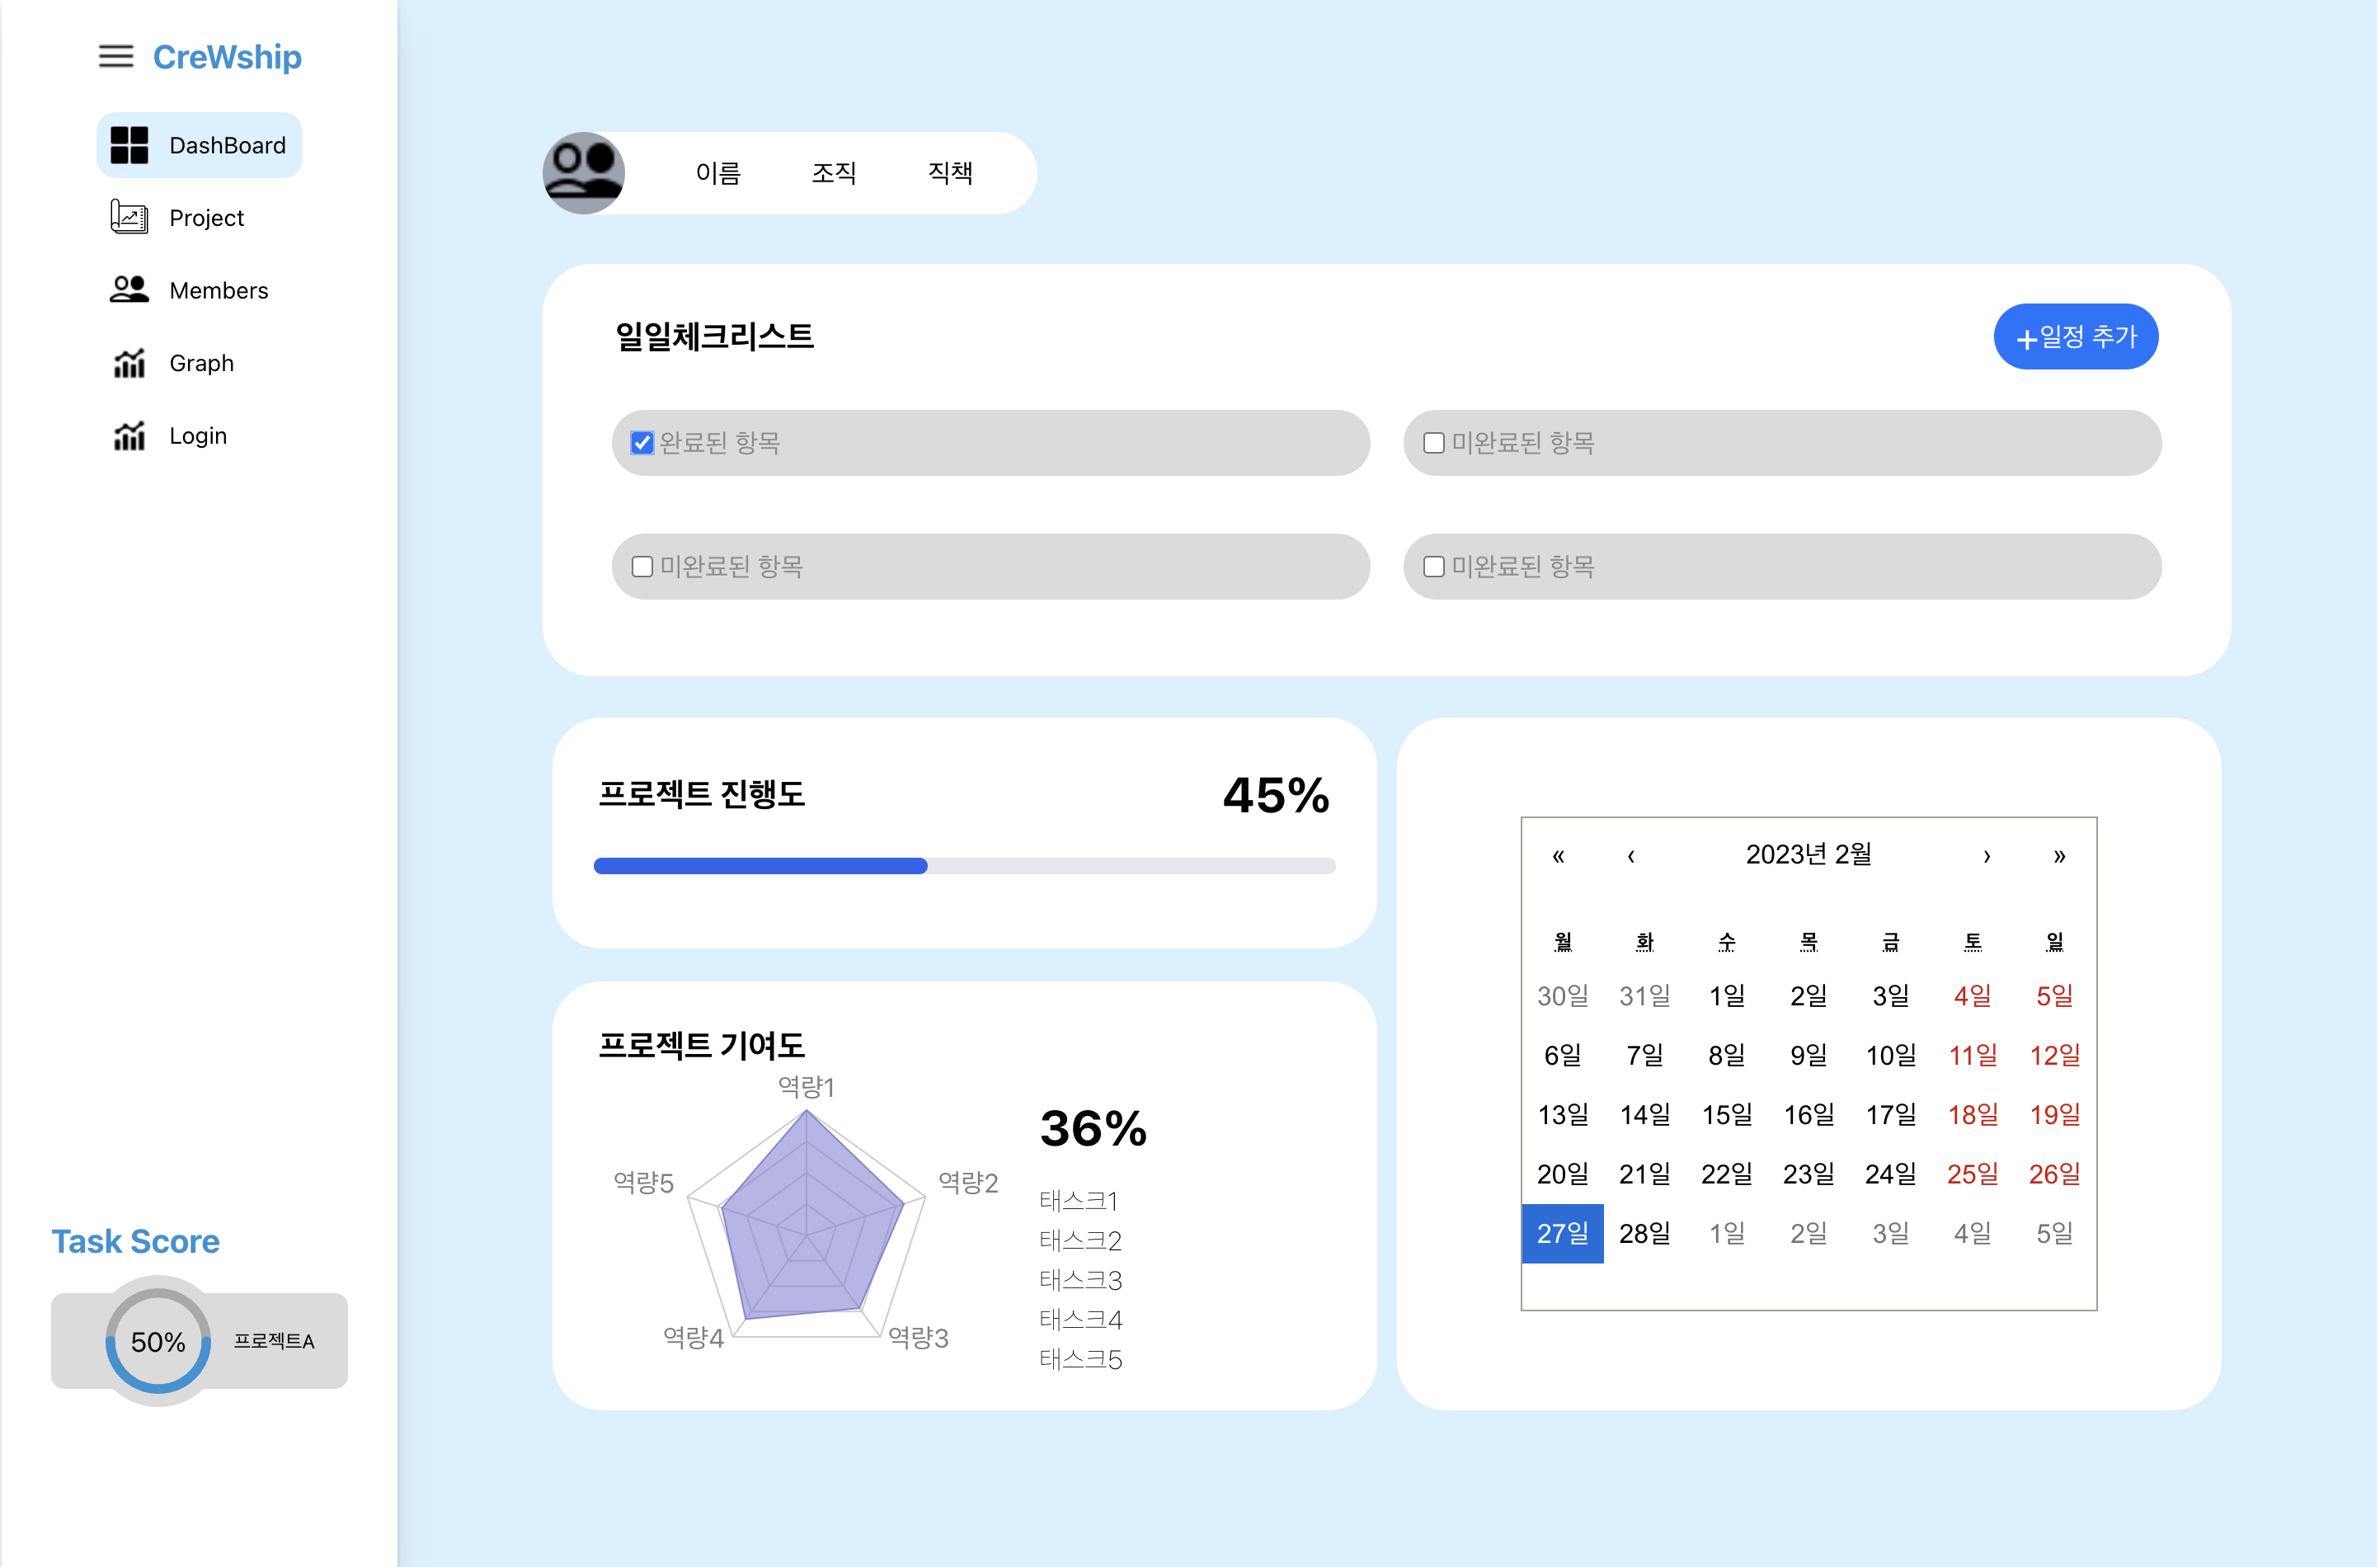 CreWship
DashBoard
Project
Members
Graph
Login
Task Score
50%
프로젝트A
이름 조직 직책
일일체크리스트
+일정 추가
완료된 항목
미완료된 항목
미완료된 항목
미완료된 항목
프로젝트 진행도
45%
프로젝트 기여도
역량1
역량2
역량3
역량4
역량5
36%
태스크1
태스크2
태스크3
태스크4
태스크5
« ‹ 2023년 2월 › »
월 화 수 목 금 토 일
30일 31일 1일 2일 3일 4일 5일
6일 7일 8일 9일 10일 11일 12일
13일 14일 15일 16일 17일 18일 19일
20일 21일 22일 23일 24일 25일 26일
27일 28일 1일 2일 3일 4일 5일